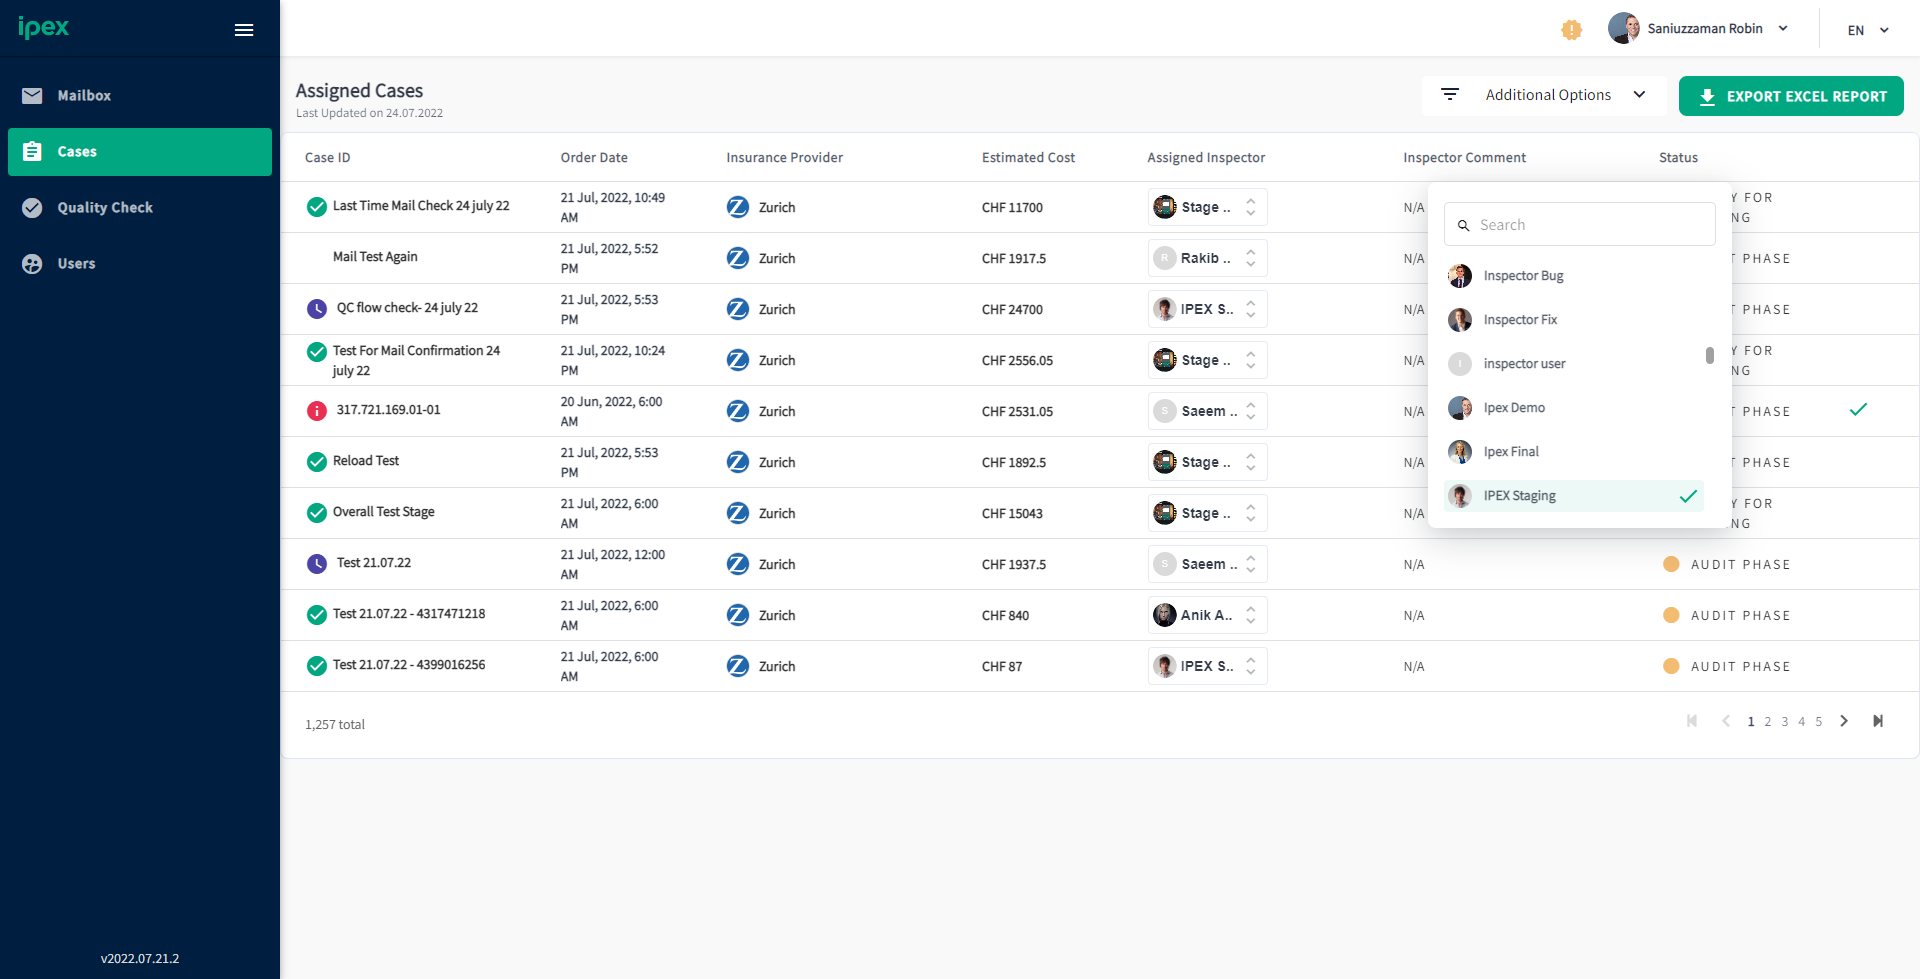 ipex
Saniuzzaman Robin
EN
Mailbox
Cases
Quality Check
Users
Assigned Cases
Last Updated on 24.07.2022
Additional Options
EXPORT EXCEL REPORT
Case ID Order Date Insurance Provider Estimated Cost Assigned Inspector Inspector Comment Status
Last Time Mail Check 24 july 22
21 Jul, 2022, 10:49
AM
Zurich
CHF 11700
Stage ..
N/A
Y FOR
NG
Mail Test Again
21 Jul, 2022, 5:52
PM
Zurich
CHF 1917.5
R
Rakib ..
N/A
T PHASE
QC flow check- 24 july 22
21 Jul, 2022, 5:53
PM
Zurich
CHF 24700
IPEX S..
N/A
T PHASE
Test For Mail Confirmation 24
july 22
21 Jul, 2022, 10:24
PM
Zurich
CHF 2556.05
Stage ..
N/A
Y FOR
NG
317.721.169.01-01
20 Jun, 2022, 6:00
AM
Zurich
CHF 2531.05
S
Saeem ..
N/A
T PHASE
Reload Test
21 Jul, 2022, 5:53
PM
Zurich
CHF 1892.5
Stage ..
N/A
T PHASE
Overall Test Stage
21 Jul, 2022, 6:00
AM
Zurich
CHF 15043
Stage ..
N/A
Y FOR
NG
Test 21.07.22
21 Jul, 2022, 12:00
AM
Zurich
CHF 1937.5
S
Saeem ..
N/A
AUDIT PHASE
Test 21.07.22 - 4317471218
21 Jul, 2022, 6:00
AM
Zurich
CHF 840
Anik A..
N/A
AUDIT PHASE
Test 21.07.22 - 4399016256
21 Jul, 2022, 6:00
AM
Zurich
CHF 87
IPEX S..
N/A
AUDIT PHASE
Search
Inspector Bug
Inspector Fix
I
inspector user
Ipex Demo
Ipex Final
IPEX Staging
1,257 total
1 2 3 4 5
v2022.07.21.2